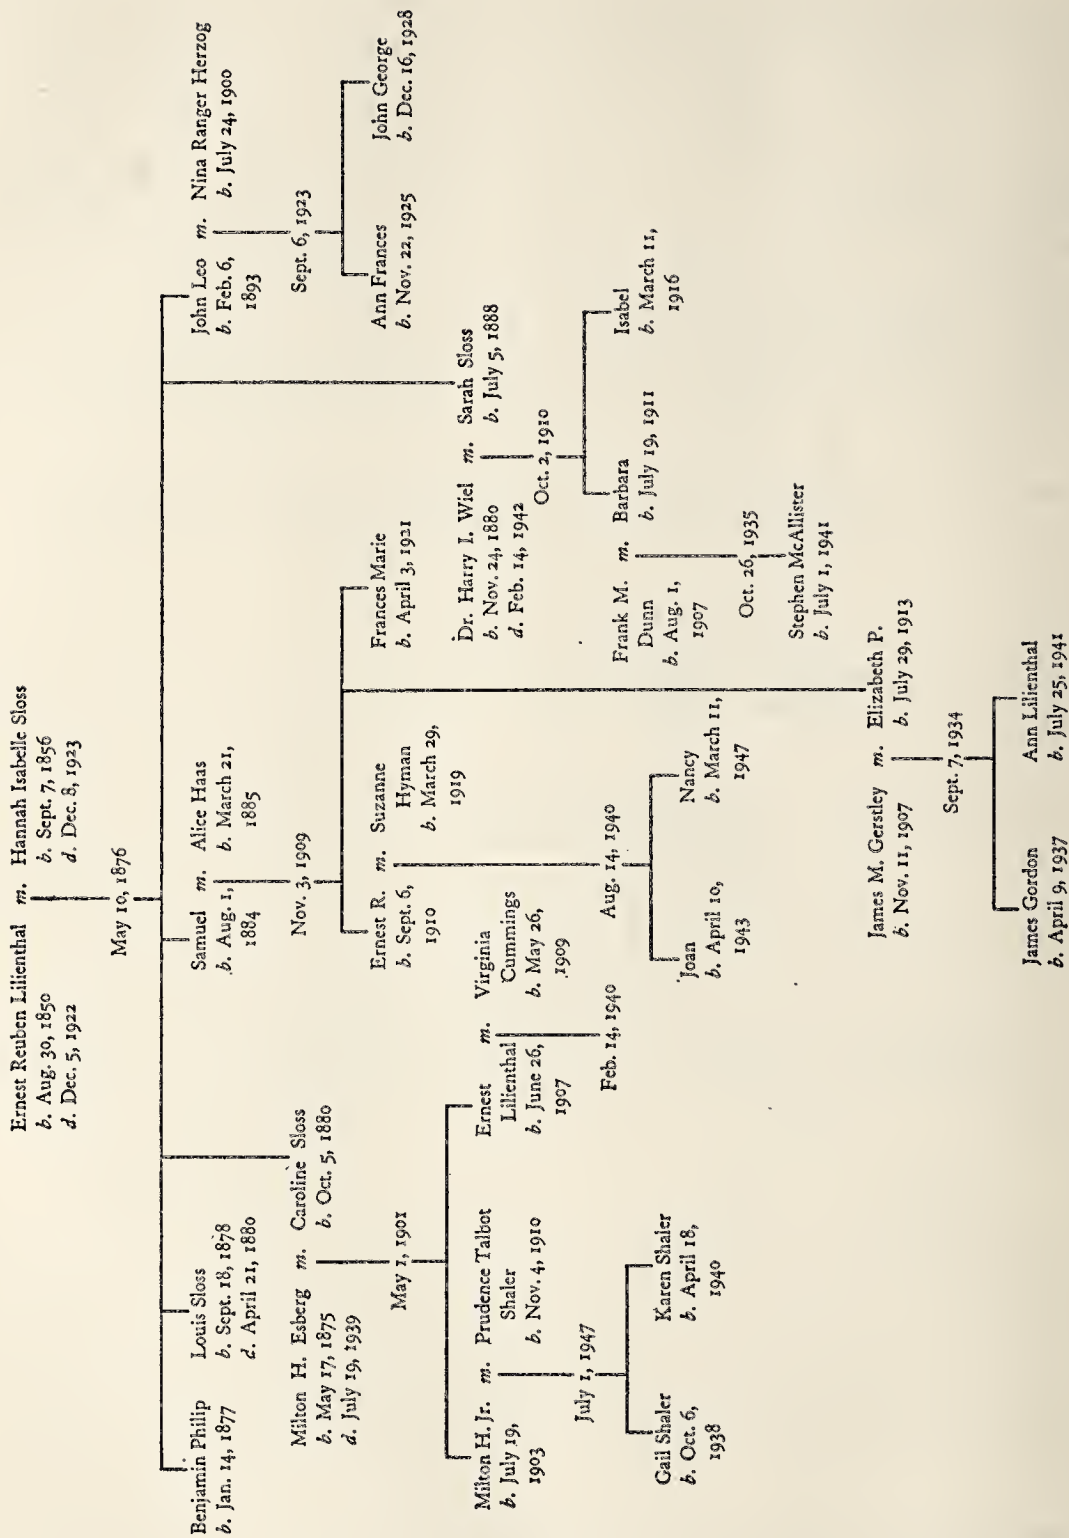 Ernest Reuben Lilienthal m. Hannah Isabelle Sloss
b. Aug. 30, 1850
d. Dec. 5, 1922
b. Sept. 7, 1856
d. Dec. 8, 1923
May 10, 1876
Benjamin Philip
b. Jan. 14, 1877
Louis Sloss
b. Sept. 18, 1878
d. April 21, 1880
Milton H. Esberg m. Caroline Sloss
b. May 17, 1875
d. July 19, 1939
b. Oct. 5, 1880
May 1, 1901
Milton H. Jr. m. Prudence Talbot
Shaler
b. July 19,
1903
b. Nov. 4, 1910
July 1, 1947
Gail Shaler
b. Oct. 6,
1938
Karen Shaler
b. April 18,
1940
Ernest m. Virginia
Lilienthal
b. June 26,
1907
Cummings
b. May 26,
1909
Feb. 14, 1940
Samuel m. Alice Haas
b. Aug. 1,
1884
b. March 21,
1885
Nov. 3, 1909
Ernest R. m. Suzanne
Hyman
b. Sept. 6,
1910
b. March 29,
1919
Aug. 14, 1940
Joan
b. April 10,
1943
Nancy
b. March 11,
1947
Frances Marie
b. April 3, 1921
James M. Gerstley m. Elizabeth P.
b. Nov. 11, 1907
b. July 29, 1913
Sept. 7, 1934
James Gordon
b. April 9, 1937
Ann Lilienthal
b. July 25, 1941
Dr. Harry I. Wiel m. Sarah Sloss
b. Nov. 24, 1880
d. Feb. 14, 1942
b. July 5, 1888
Oct. 2, 1910
Frank M. m. Barbara
Dunn
b. Aug. 1,
1907
b. July 19, 1911
Oct. 26, 1935
Stephen McAllister
b. July 1, 1941
Isabel
b. March 11,
1916
John Leo m. Nina Ranger Herzog
b. Feb. 6,
1893
b. July 24, 1900
Sept. 6, 1923
Ann Frances
b. Nov. 22, 1925
John George
b. Dec. 16, 1928